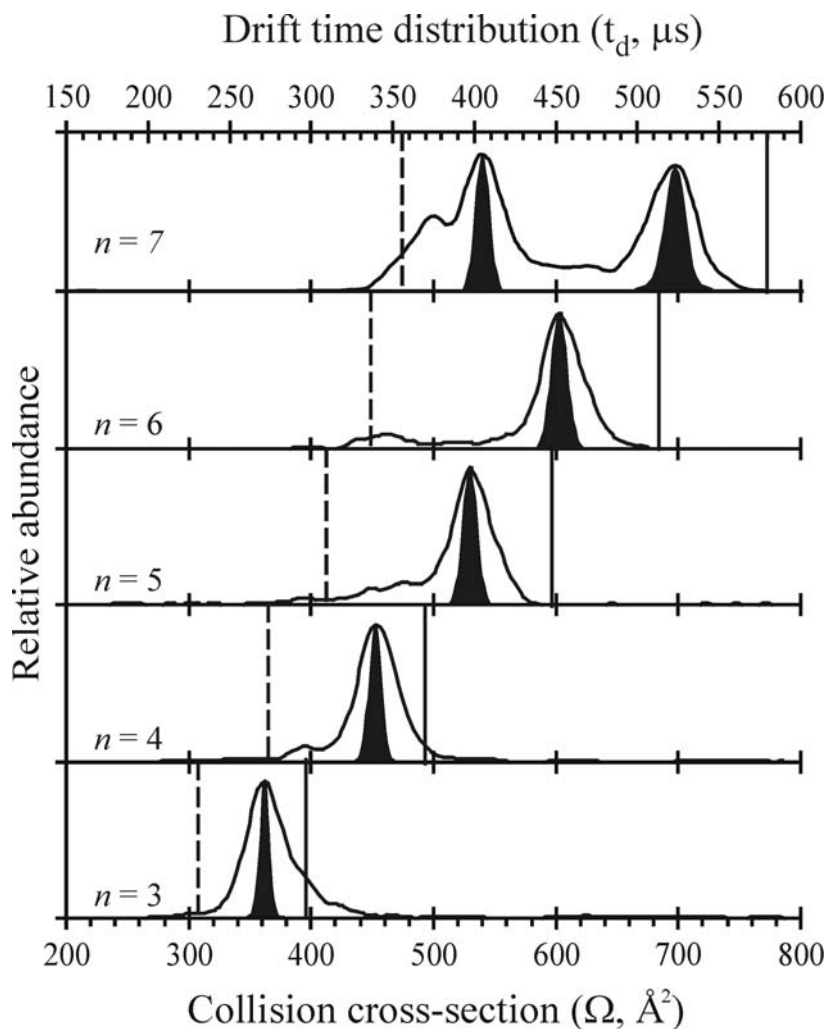 Drift time distribution (t_d, μs)
150 200 250 300 350 400 450 500 550 600
n = 7
n = 6
n = 5
n = 4
n = 3
Relative abundance
200 300 400 500 600 700 800
Collision cross-section (Ω, Å²)